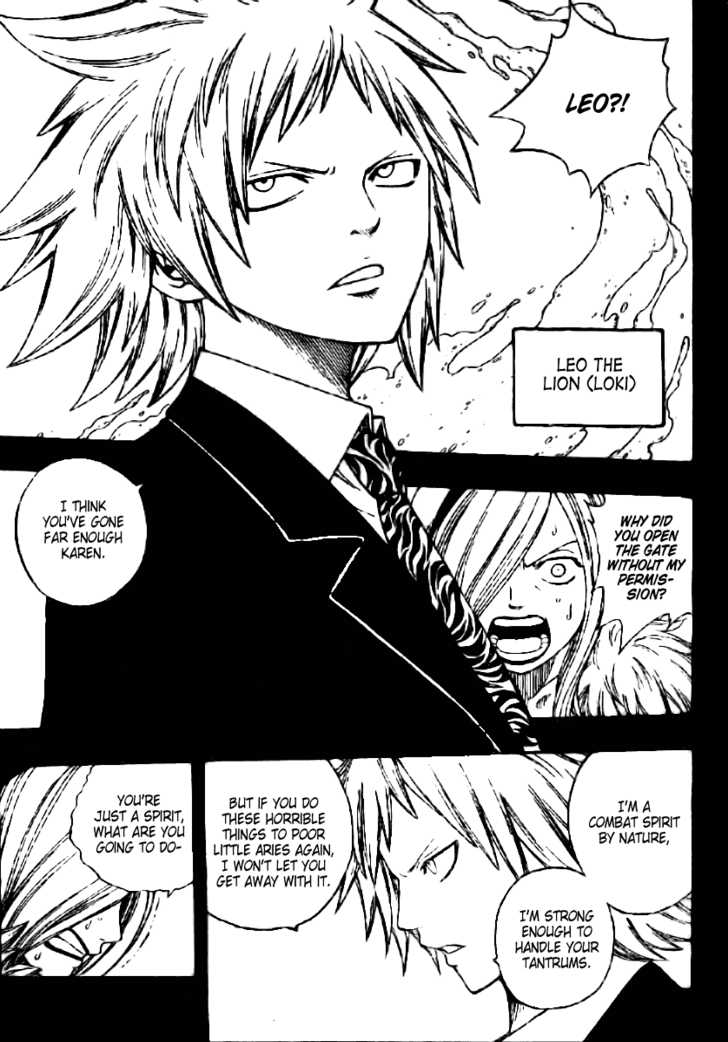 LEO?!
LEO THE
LION (LOKI)
I THINK
YOU'VE GONE
FAR ENOUGH
KAREN.
WHY DID
YOU OPEN
THE GATE
WITHOUT MY
PERMIS-
SION?
I'M A
COMBAT SPIRIT
BY NATURE,
I'M STRONG
ENOUGH TO
HANDLE YOUR
TANTRUMS.
BUT IF YOU DO
THESE HORRIBLE
THINGS TO POOR
LITTLE ARIES AGAIN,
I WON'T LET YOU
GET AWAY WITH IT.
YOU'RE
JUST A SPIRIT,
WHAT ARE YOU
GOING TO DO-